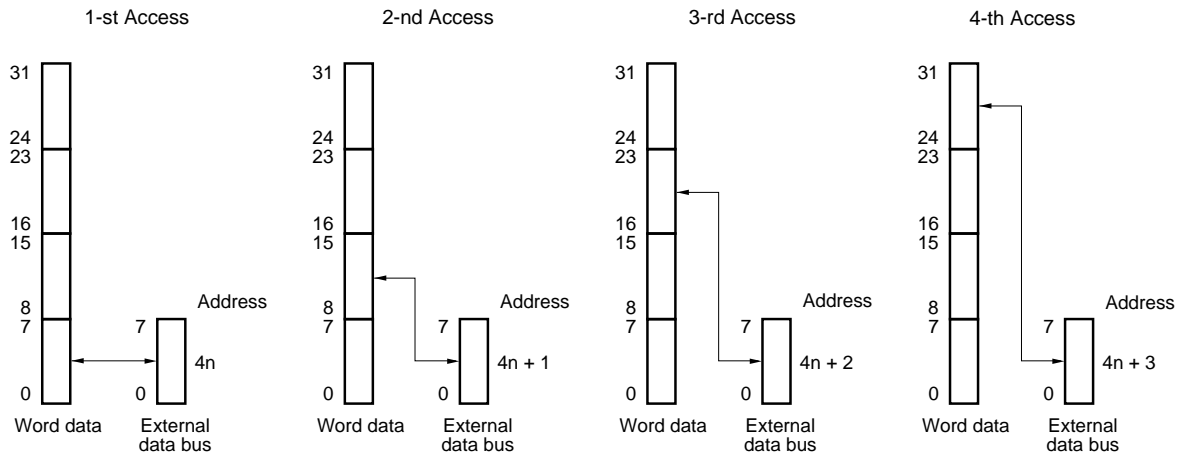 1-st Access
2-nd Access
3-rd Access
4-th Access
31
24
23
16
15
8
7
0
Word data
7
0
External
data bus
Address
4n
31
24
23
16
15
8
7
0
Word data
7
0
External
data bus
Address
4n + 1
31
24
23
16
15
8
7
0
Word data
7
0
External
data bus
Address
4n + 2
31
24
23
16
15
8
7
0
Word data
7
0
External
data bus
Address
4n + 3